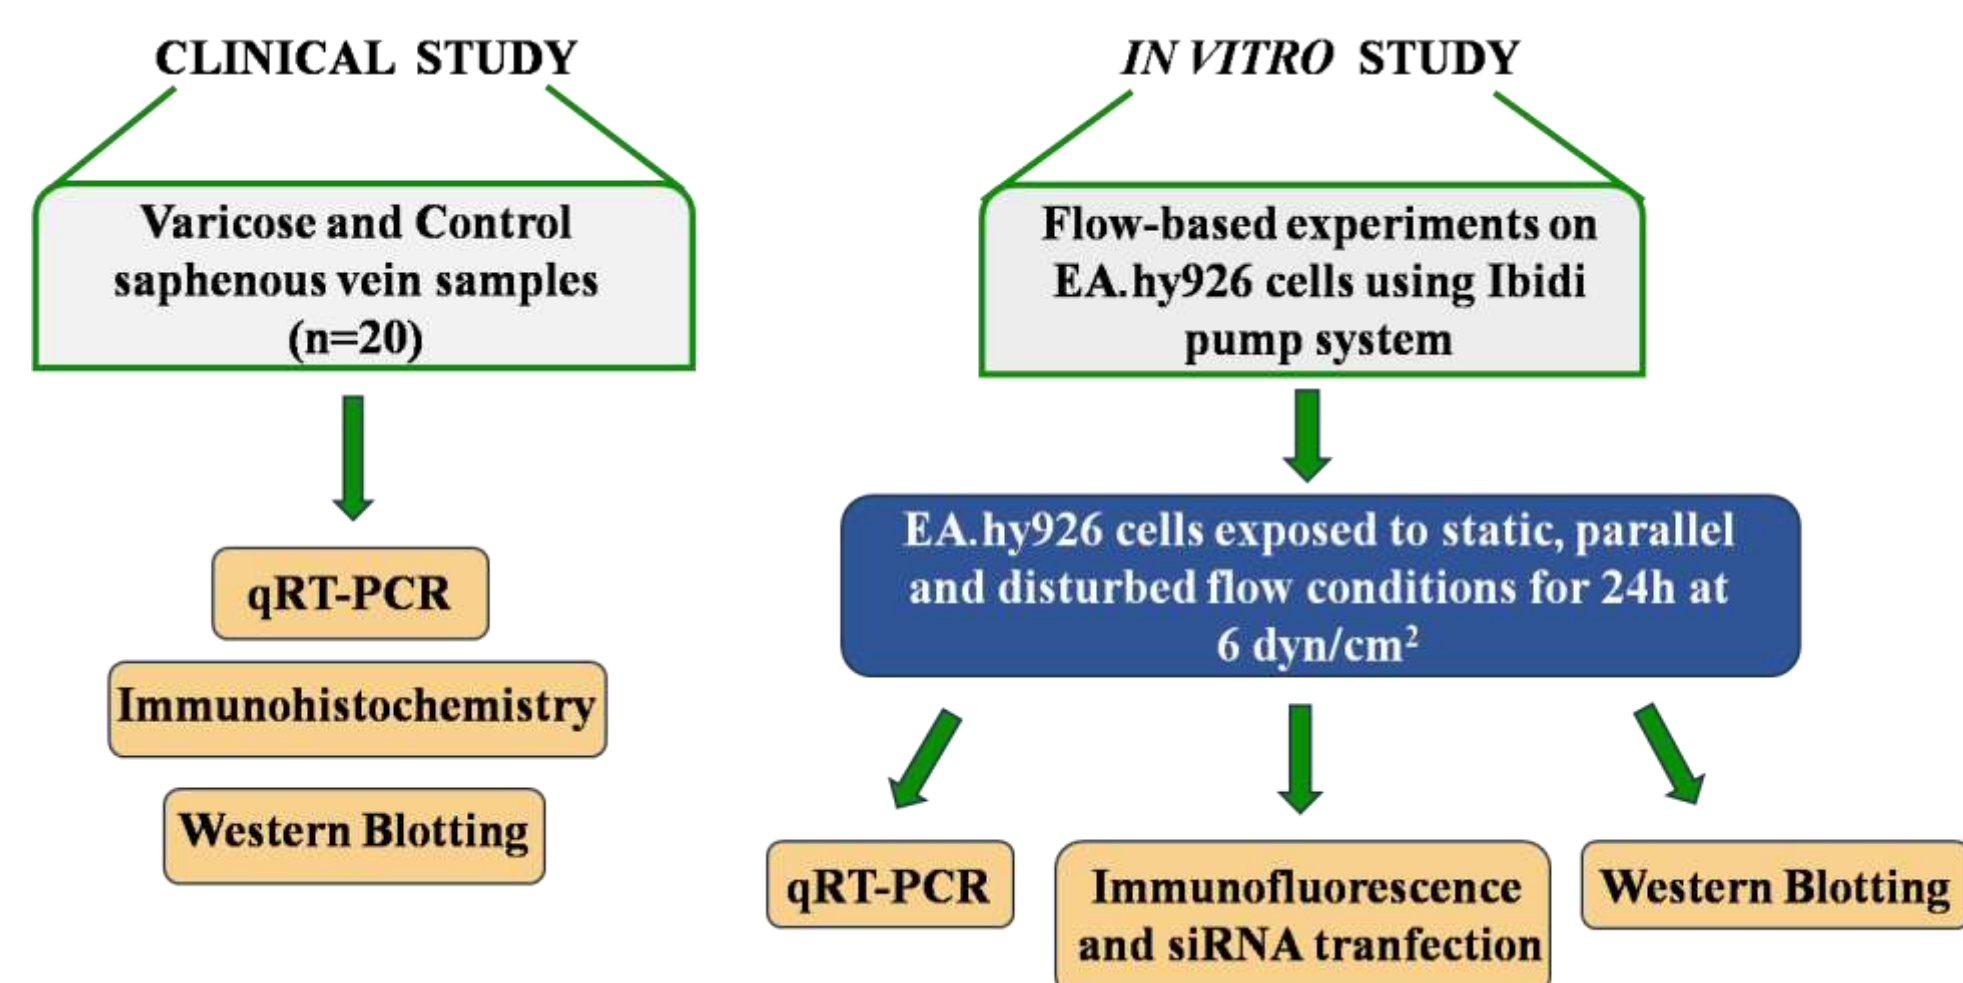 CLINICAL STUDY
Varicose and Control
saphenous vein samples
(n=20)
qRT-PCR
Immunohistochemistry
Western Blotting
IN VITRO STUDY
Flow-based experiments on
EA.hy926 cells using Ibidi
pump system
EA.hy926 cells exposed to static, parallel
and disturbed flow conditions for 24h at
6 dyn/cm²
qRT-PCR
Immunofluorescence
and siRNA tranfection
Western Blotting